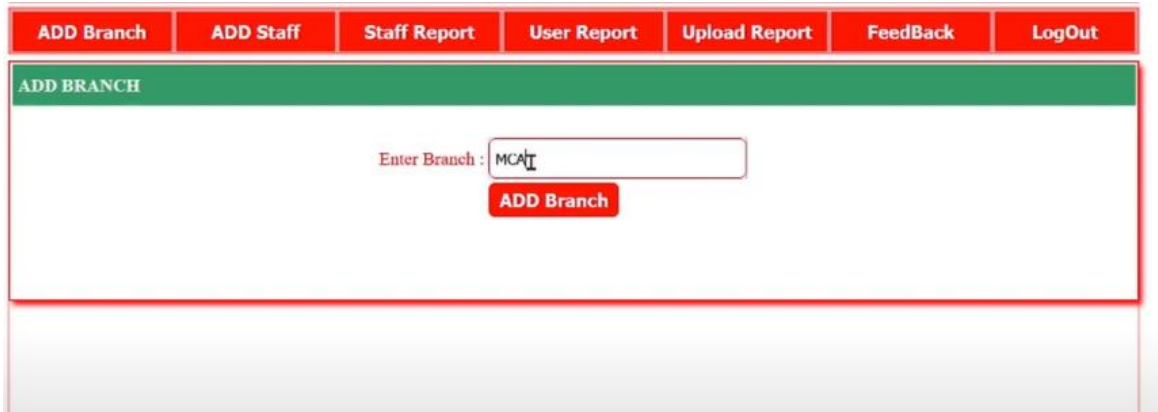 ADD Branch ADD Staff Staff Report User Report Upload Report FeedBack LogOut
ADD BRANCH
Enter Branch : MCA
ADD Branch